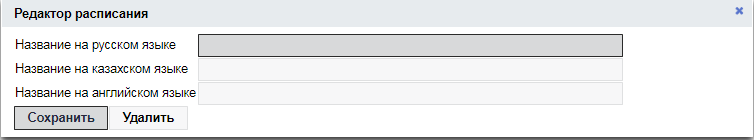 Редактор расписания
Название на русском языке
Название на казахском языке
Название на английском языке
Сохранить Удалить